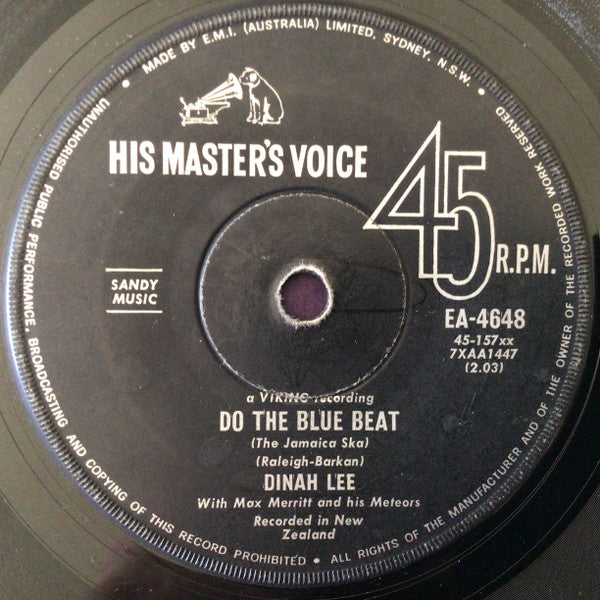 • MADE BY E.M.I. (AUSTRALIA) LIMITED, SYDNEY, N.S.W. •
HIS MASTER'S VOICE
45 R.P.M.
SANDY
MUSIC
EA-4648
45-157xx
7XAA1447
(2.03)
a VIKING recording
DO THE BLUE BEAT
(The Jamaica Ska)
(Raleigh-Barkan)
DINAH LEE
With Max Merritt and his Meteors
Recorded in New
Zealand
UNAUTHORISED PUBLIC PERFORMANCE, BROADCASTING AND COPYING OF THIS RECORD PROHIBITED • ALL RIGHTS OF THE MANUFACTURER AND OF THE OWNER OF THE RECORDED WORK RESERVED